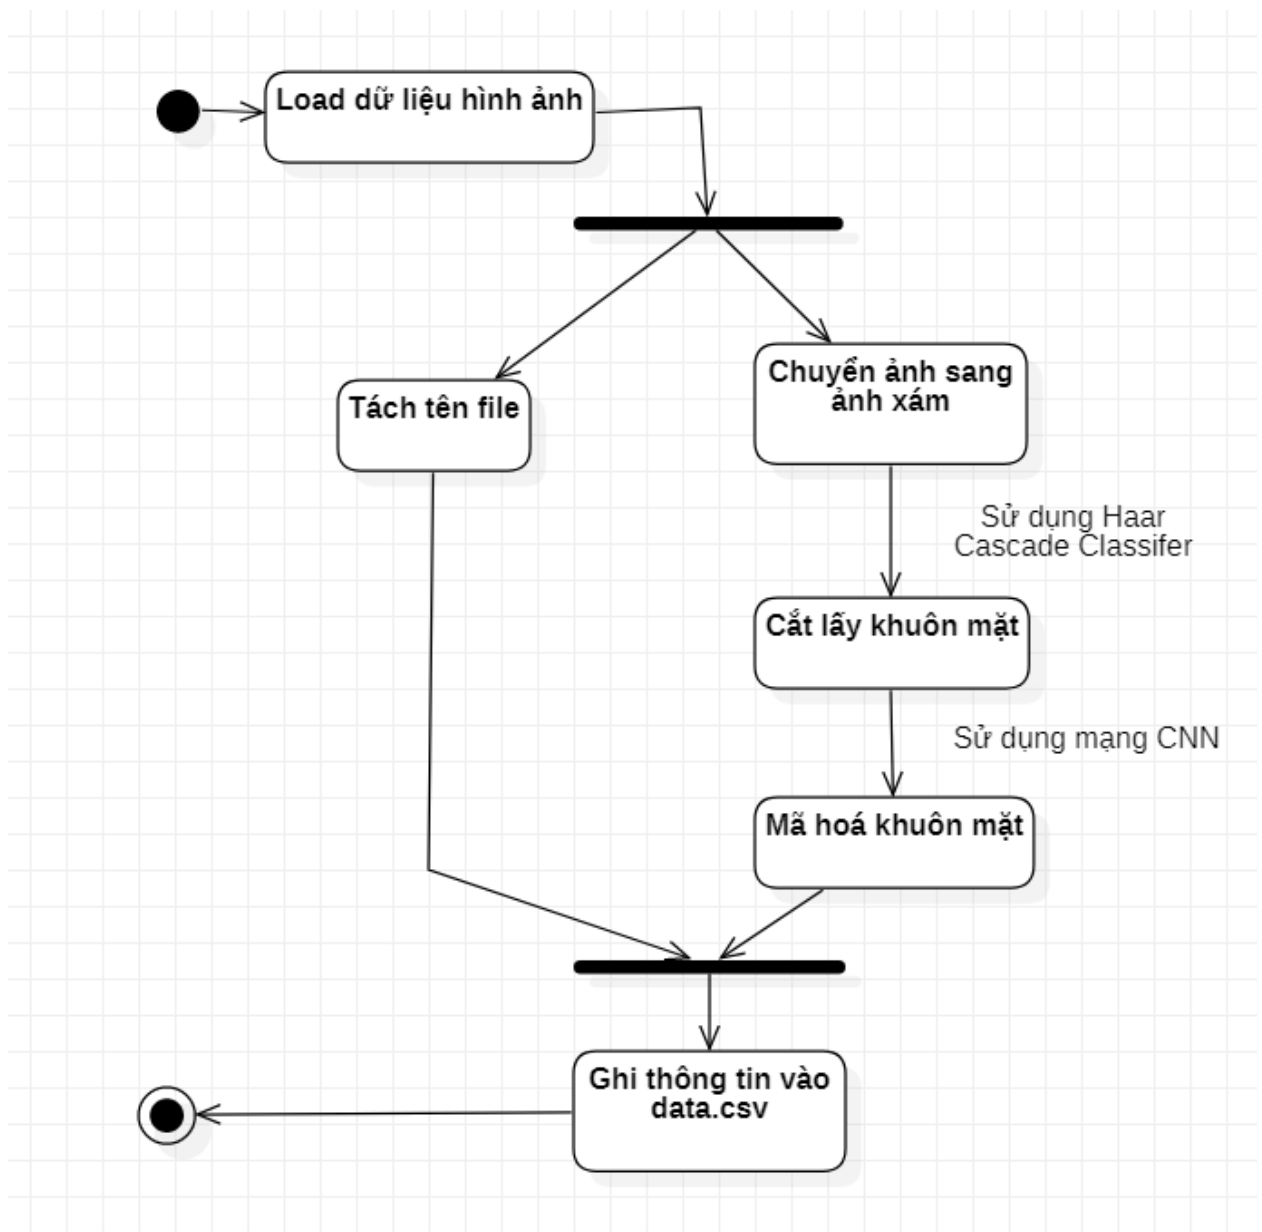 Load dữ liệu hình ảnh
Tách tên file
Chuyển ảnh sang
ảnh xám
Sử dụng Haar
Cascade Classifer
Cắt lấy khuôn mặt
Sử dụng mạng CNN
Mã hoá khuôn mặt
Ghi thông tin vào
data.csv